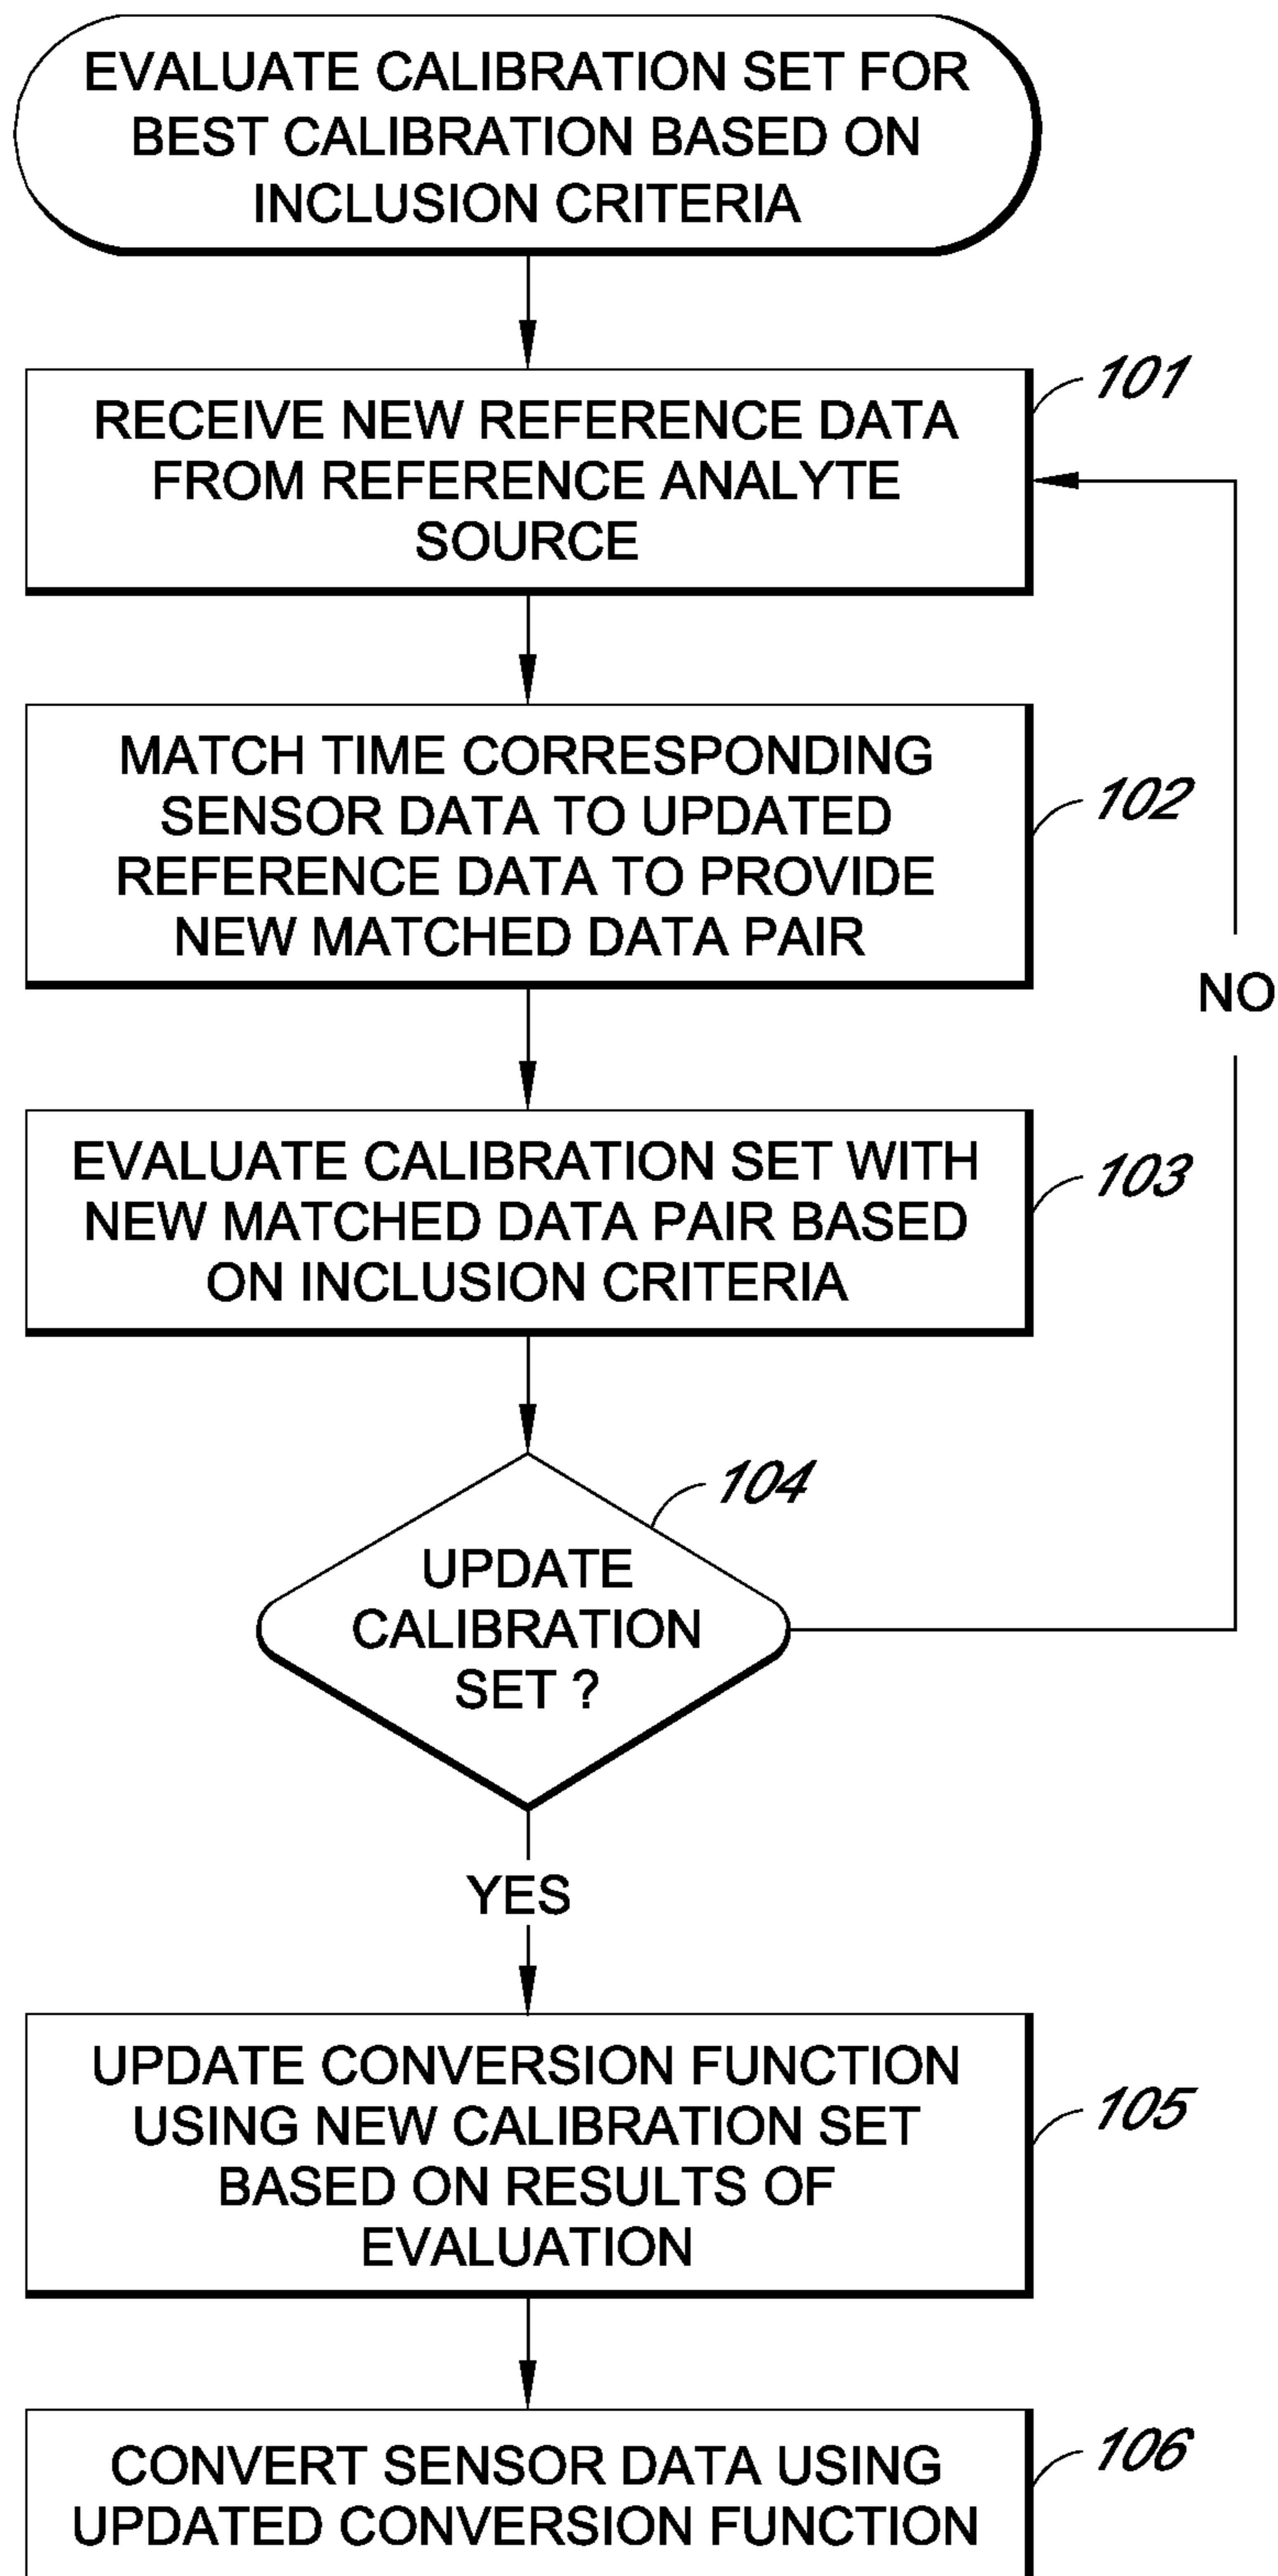 EVALUATE CALIBRATION SET FOR
BEST CALIBRATION BASED ON
INCLUSION CRITERIA
101
RECEIVE NEW REFERENCE DATA
FROM REFERENCE ANALYTE
SOURCE
102
MATCH TIME CORRESPONDING
SENSOR DATA TO UPDATED
REFERENCE DATA TO PROVIDE
NEW MATCHED DATA PAIR
NO
103
EVALUATE CALIBRATION SET WITH
NEW MATCHED DATA PAIR BASED
ON INCLUSION CRITERIA
104
UPDATE
CALIBRATION
SET ?
YES
105
UPDATE CONVERSION FUNCTION
USING NEW CALIBRATION SET
BASED ON RESULTS OF
EVALUATION
106
CONVERT SENSOR DATA USING
UPDATED CONVERSION FUNCTION